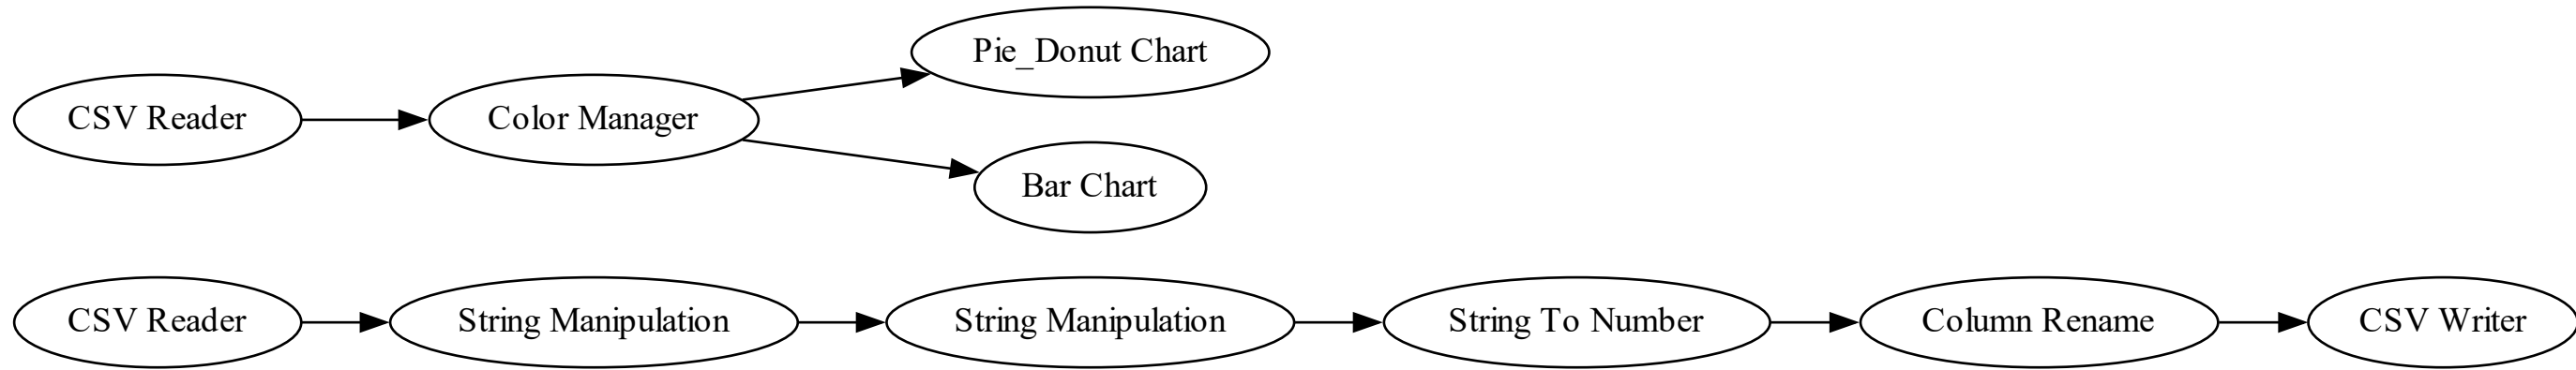 Pie_Donut Chart
CSV Reader
Color Manager
Bar Chart
CSV Reader
String Manipulation
String Manipulation
String To Number
Column Rename
CSV Writer